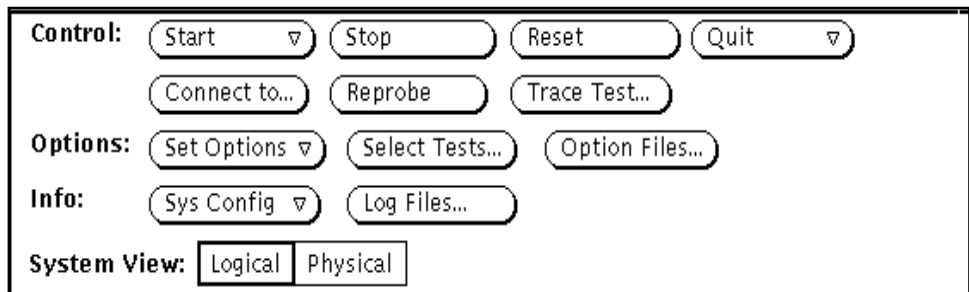 Control: Start ▽ Stop Reset Quit ▽
Connect to... Reprobe Trace Test...
Options: Set Options ▽ Select Tests... Option Files...
Info: Sys Config ▽ Log Files...
System View: Logical Physical